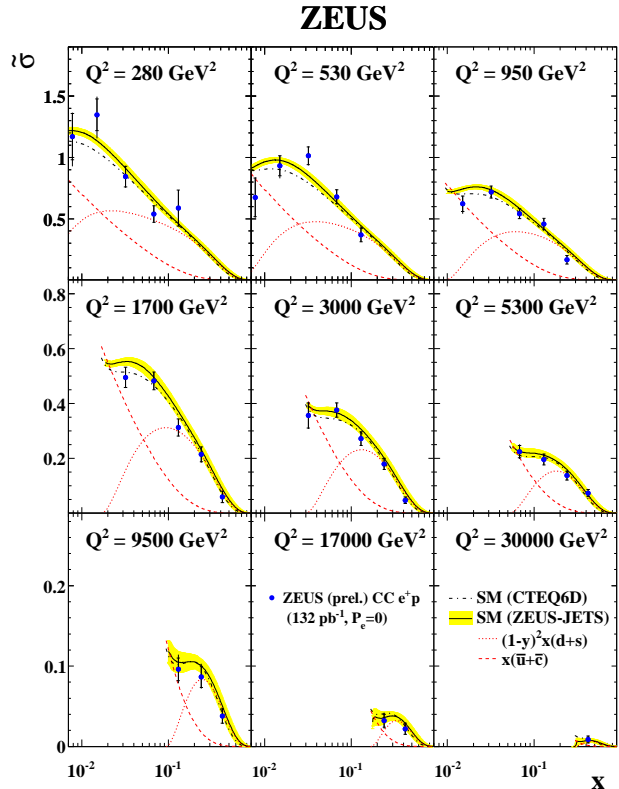 ZEUS
σ̃
Q² = 280 GeV²
Q² = 530 GeV²
Q² = 950 GeV²
1.5
1
0.5
0
Q² = 1700 GeV²
Q² = 3000 GeV²
Q² = 5300 GeV²
0.8
0.6
0.4
0.2
0
Q² = 9500 GeV²
Q² = 17000 GeV²
Q² = 30000 GeV²
0.2
0.1
0
ZEUS (prel.) CC e⁺p
(132 pb⁻¹, Pₑ=0)
SM (CTEQ6D)
SM (ZEUS-JETS)
(1-y)²x(d+s)
x(u̅+c̅)
10⁻² 10⁻¹ 10⁻² 10⁻¹ 10⁻² 10⁻¹
x